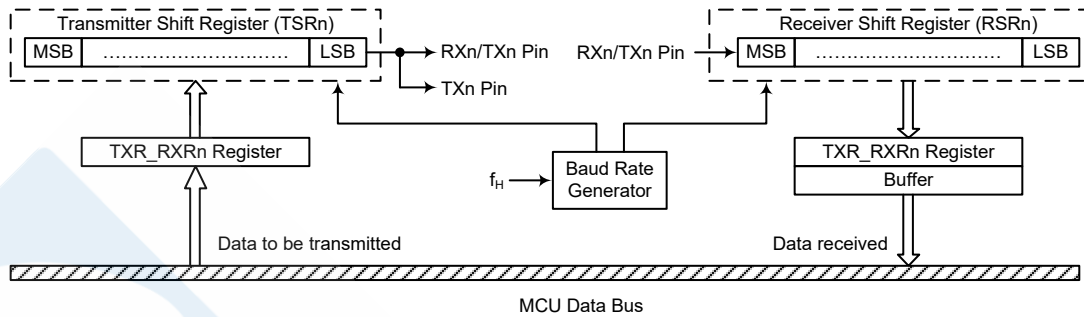 Transmitter Shift Register (TSRn)
MSB ............................ LSB
RXn/TXn Pin
TXn Pin
TXR_RXRn Register
Data to be transmitted
fH
Baud Rate
Generator
Receiver Shift Register (RSRn)
RXn/TXn Pin
MSB ............................ LSB
TXR_RXRn Register
Buffer
Data received
MCU Data Bus